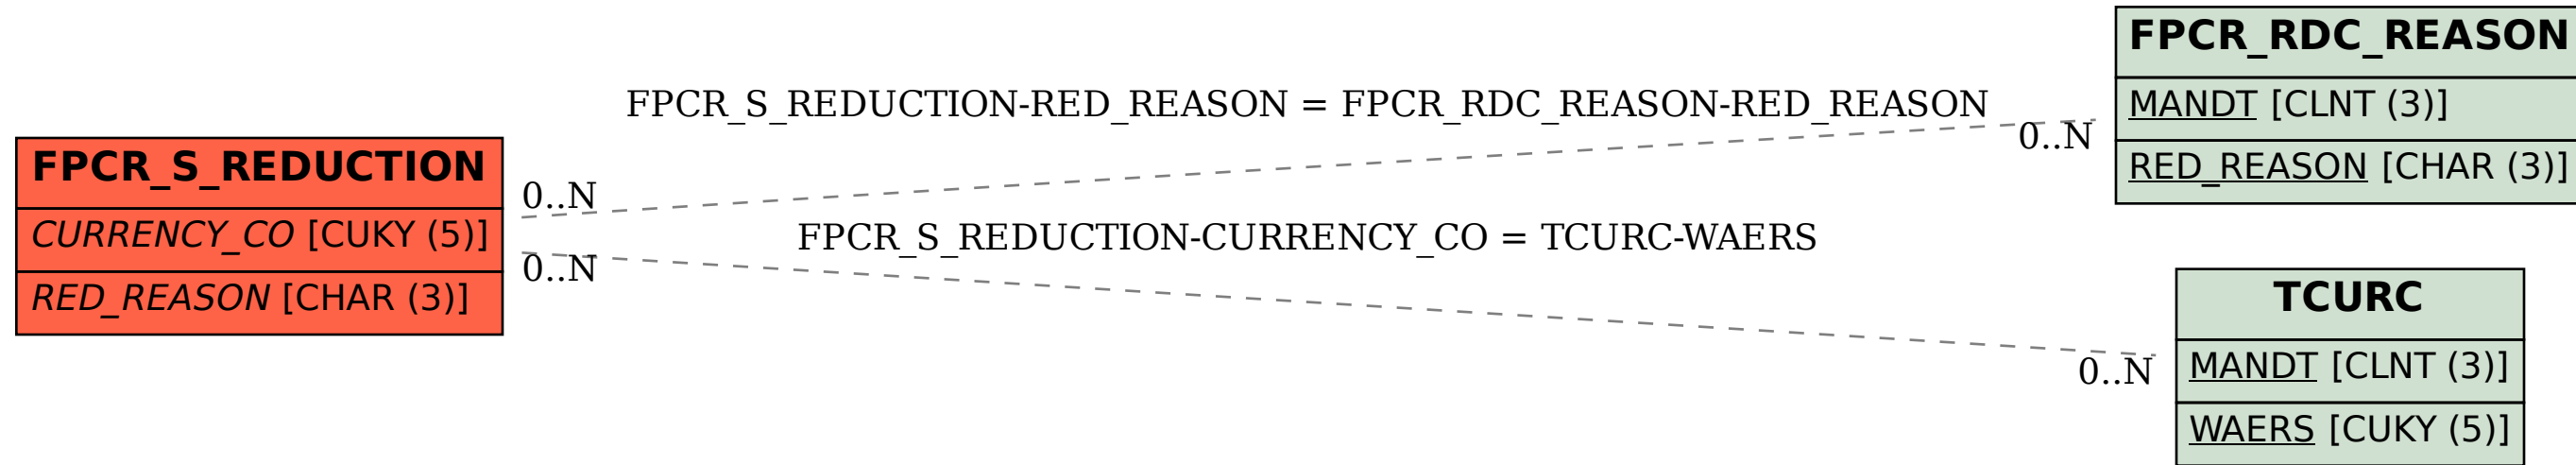 FPCR_S_REDUCTION
CURRENCY_CO [CUKY (5)]
RED_REASON [CHAR (3)]
FPCR_S_REDUCTION-RED_REASON = FPCR_RDC_REASON-RED_REASON
0..N
0..N
FPCR_S_REDUCTION-CURRENCY_CO = TCURC-WAERS
0..N
0..N
FPCR_RDC_REASON
MANDT [CLNT (3)]
RED_REASON [CHAR (3)]
TCURC
MANDT [CLNT (3)]
WAERS [CUKY (5)]